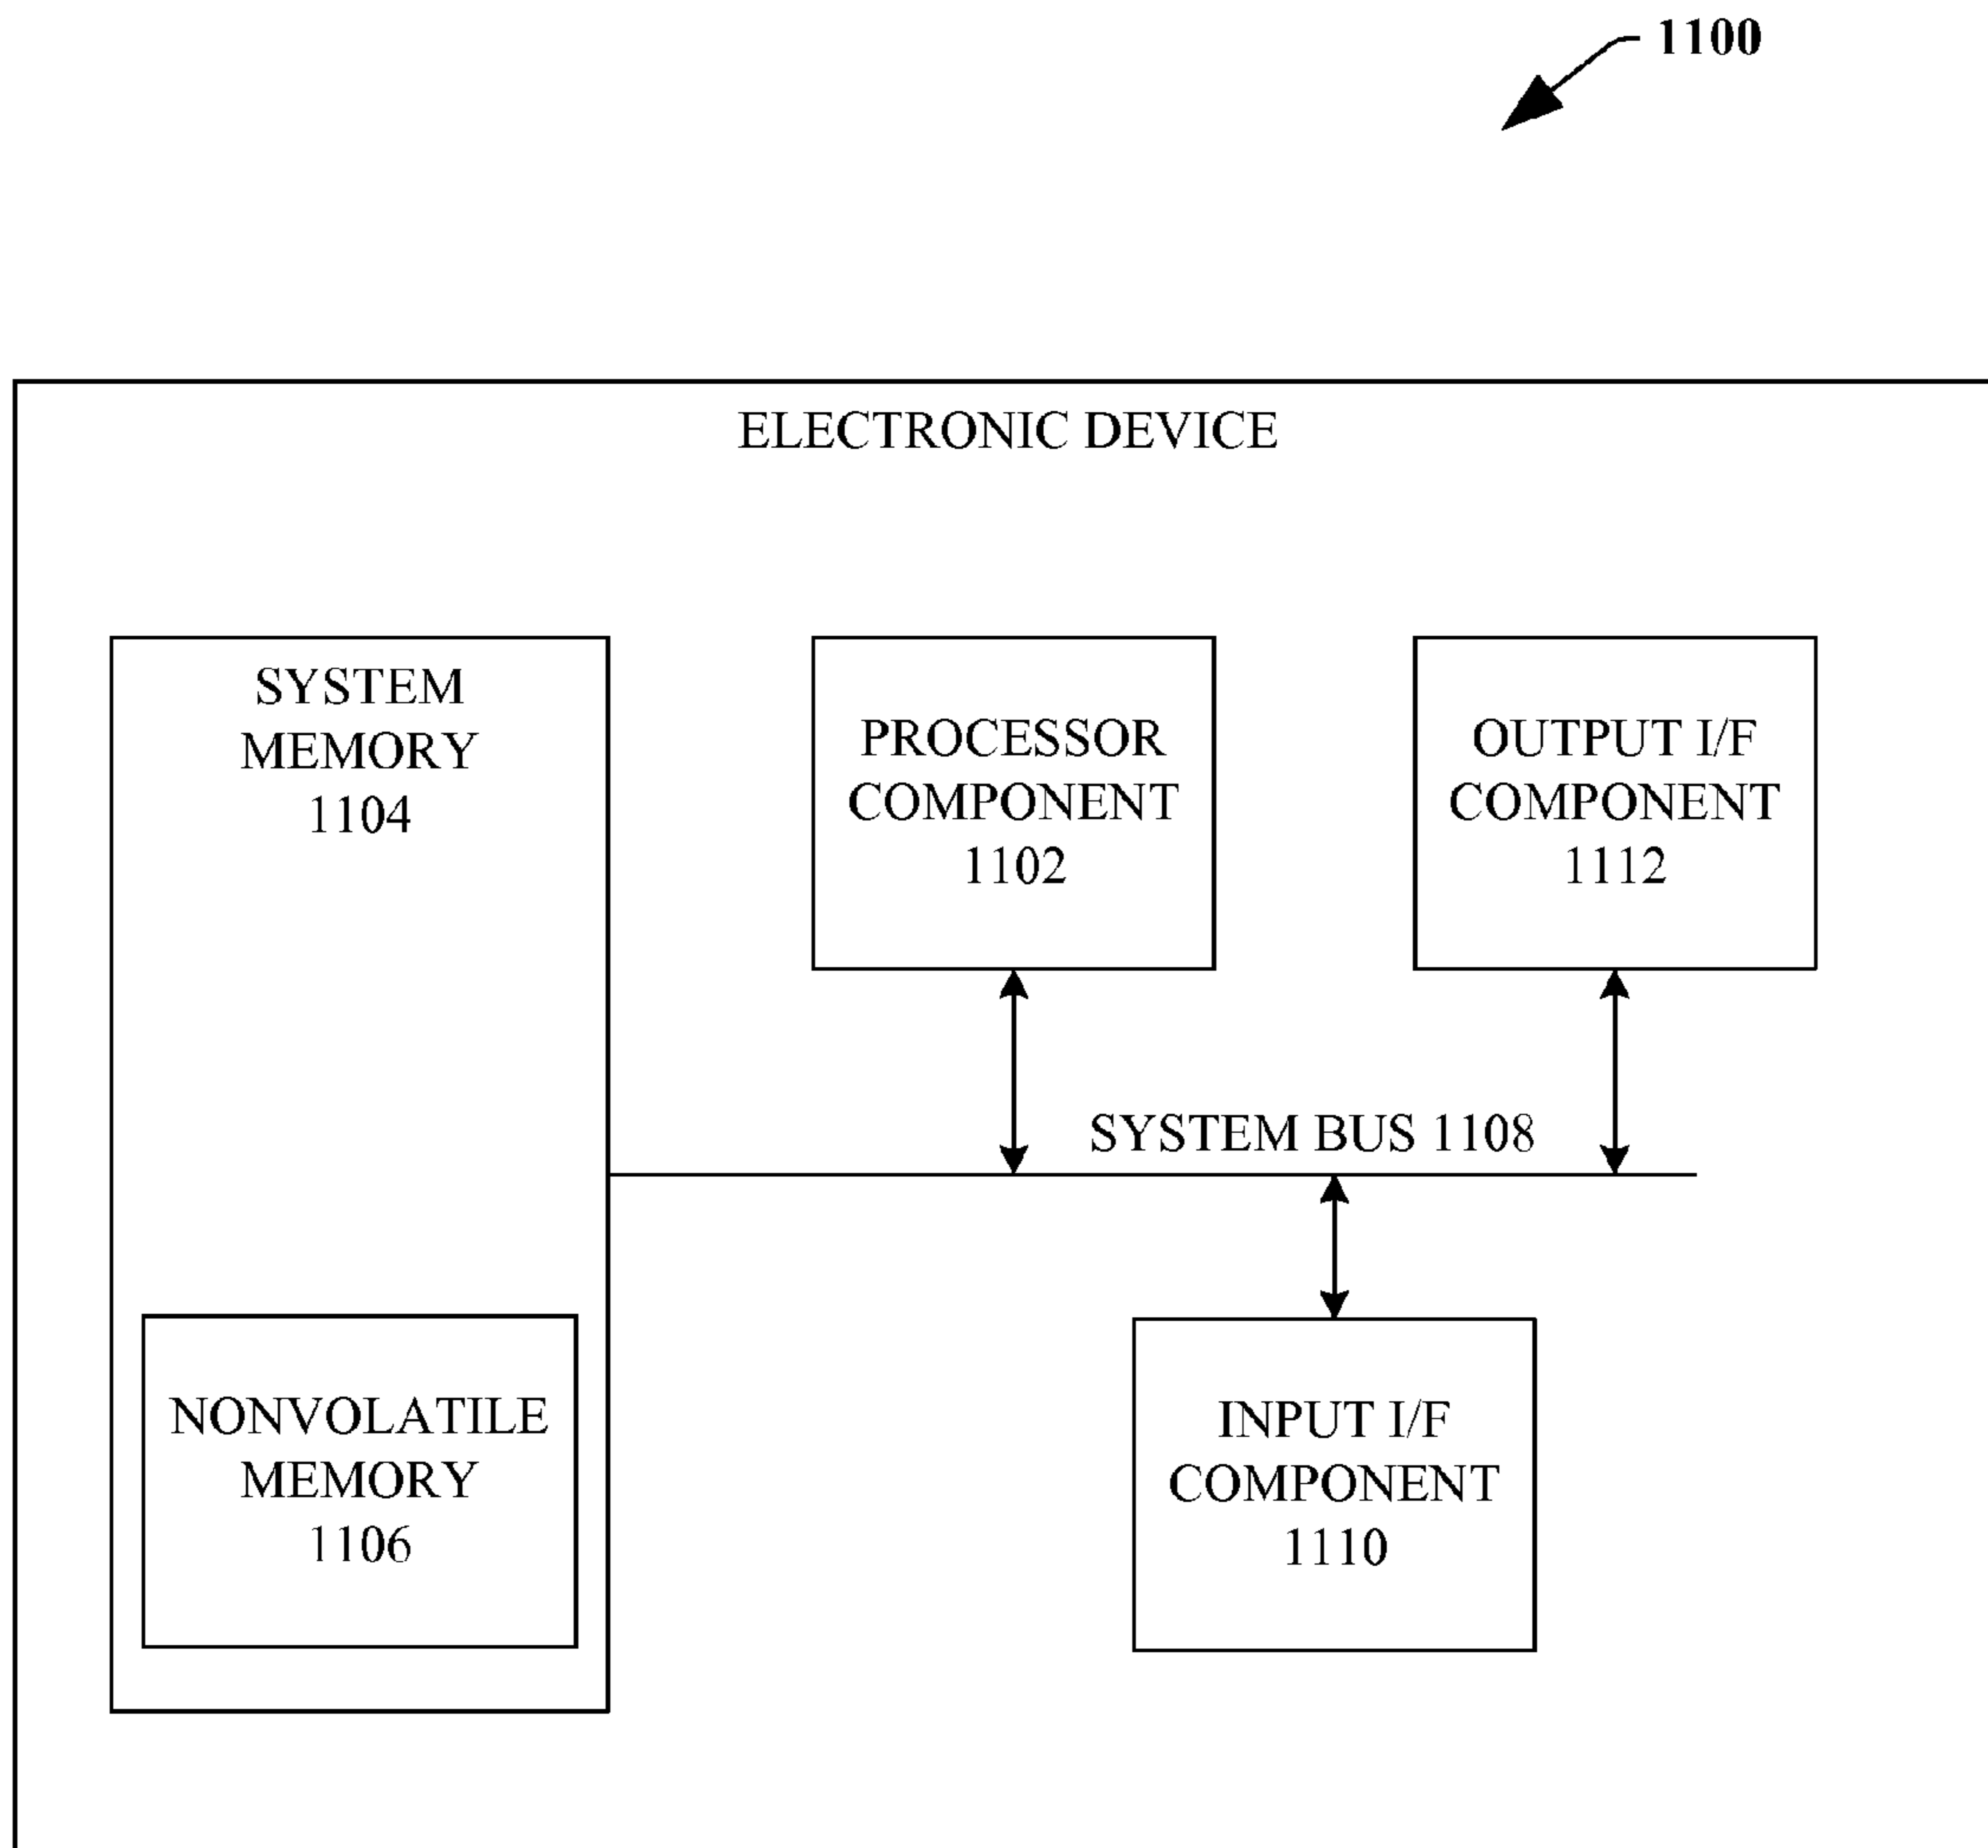 1100
ELECTRONIC DEVICE
SYSTEM
MEMORY
1104
PROCESSOR
COMPONENT
1102
OUTPUT I/F
COMPONENT
1112
SYSTEM BUS 1108
NONVOLATILE
MEMORY
1106
INPUT I/F
COMPONENT
1110